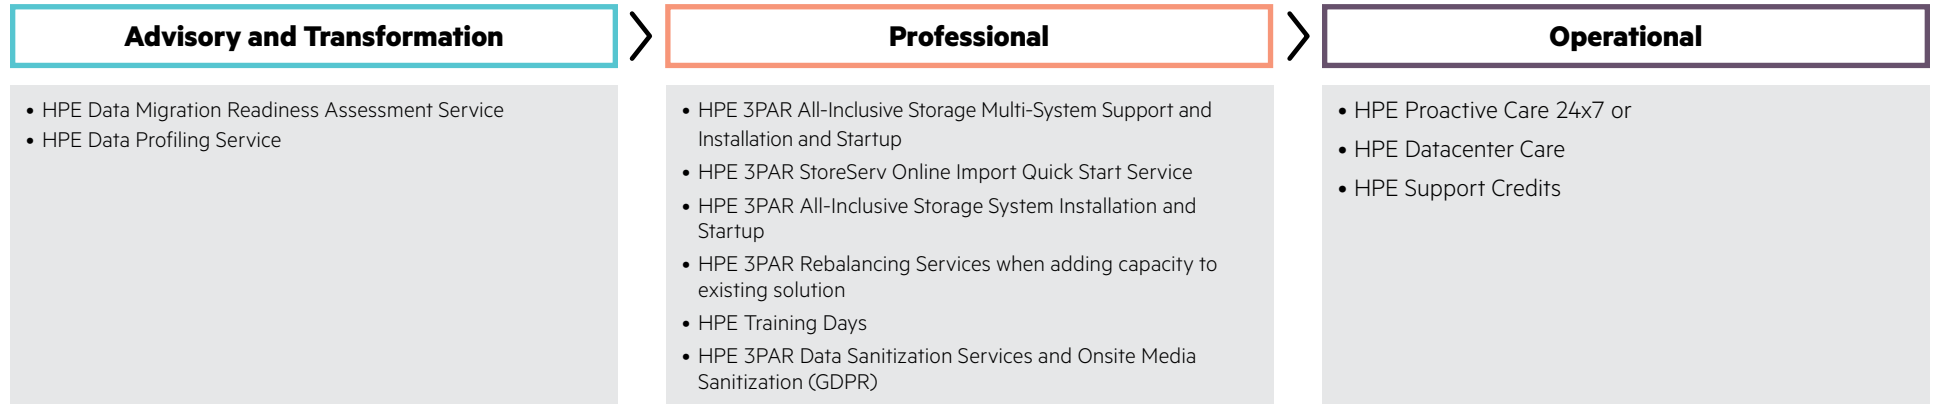 Advisory and Transformation
• HPE Data Migration Readiness Assessment Service
• HPE Data Profiling Service
Professional
• HPE 3PAR All-Inclusive Storage Multi-System Support and
Installation and Startup
• HPE 3PAR StoreServ Online Import Quick Start Service
• HPE 3PAR All-Inclusive Storage System Installation and
Startup
• HPE 3PAR Rebalancing Services when adding capacity to
existing solution
• HPE Training Days
• HPE 3PAR Data Sanitization Services and Onsite Media
Sanitization (GDPR)
Operational
• HPE Proactive Care 24x7 or
• HPE Datacenter Care
• HPE Support Credits